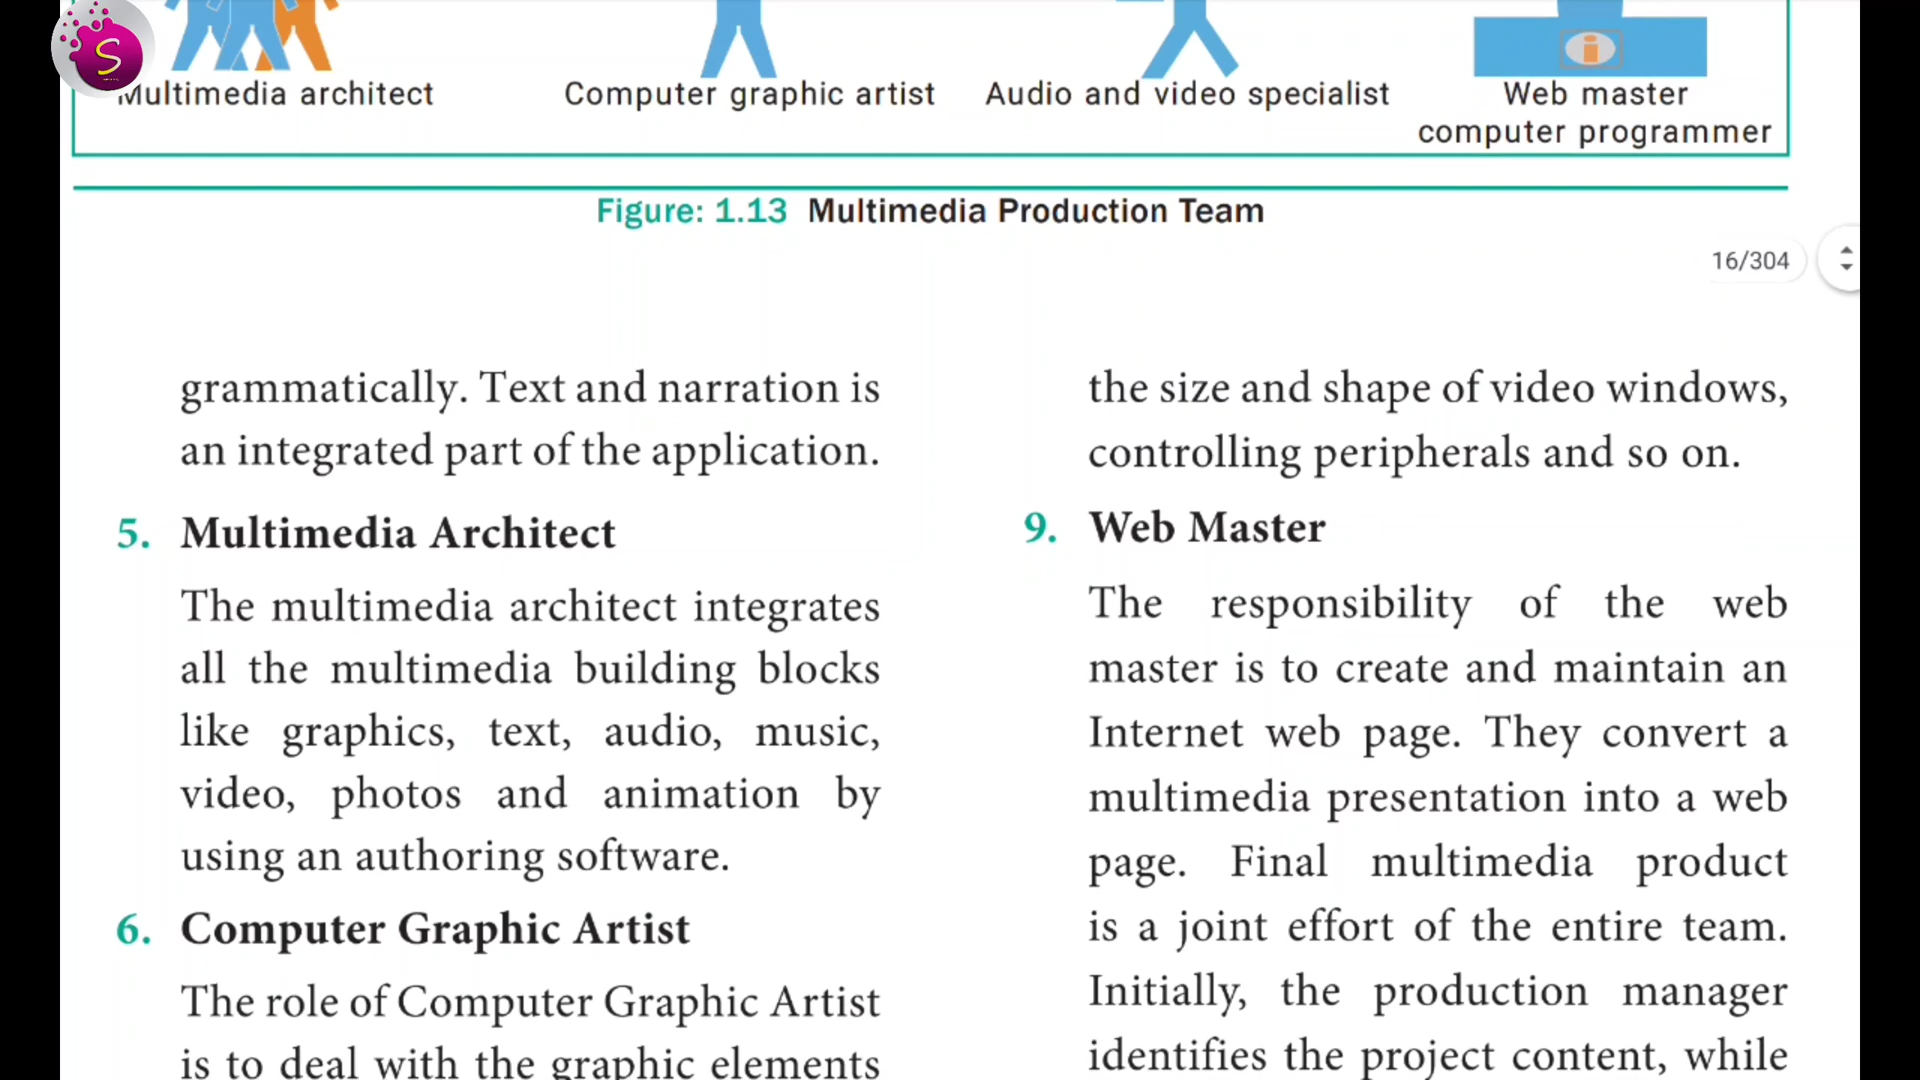 S
Multimedia architect
Computer graphic artist
Audio and video specialist
Web master
computer programmer
Figure: 1.13 Multimedia Production Team
16/304
grammatically. Text and narration is
an integrated part of the application.
5. Multimedia Architect
The multimedia architect integrates
all the multimedia building blocks
like graphics, text, audio, music,
video, photos and animation by
using an authoring software.
6. Computer Graphic Artist
The role of Computer Graphic Artist
is to deal with the graphic elements
the size and shape of video windows,
controlling peripherals and so on.
9. Web Master
The responsibility of the web
master is to create and maintain an
Internet web page. They convert a
multimedia presentation into a web
page. Final multimedia product
is a joint effort of the entire team.
Initially, the production manager
identifies the project content, while